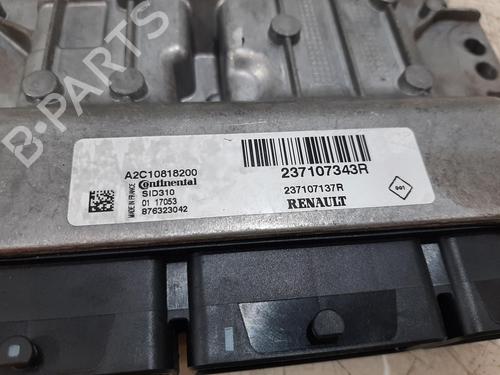 B-PARTS
A2C10818200
Continental
SID310
01 17053
876323042
MADE IN FRANCE
237107343R
237107137R
RENAULT